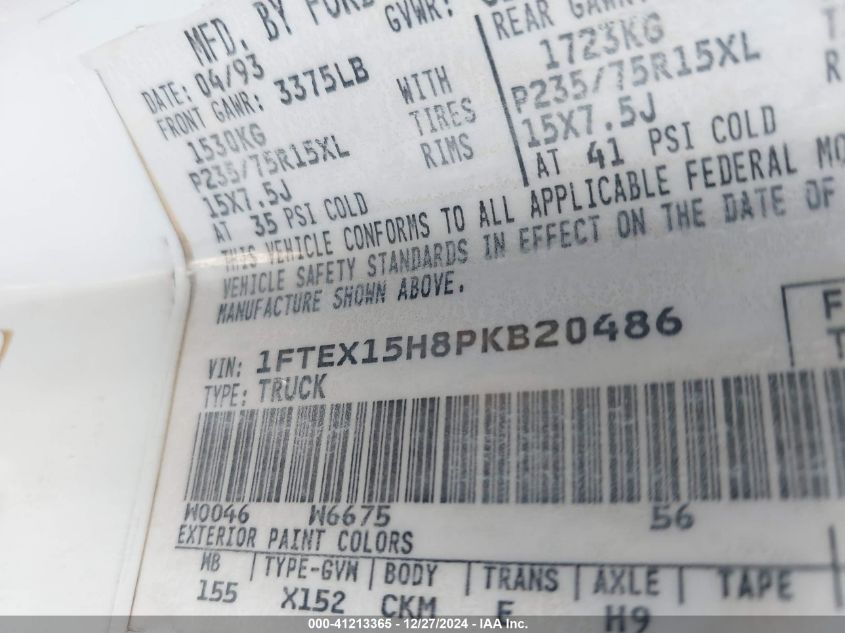 MFD. BY FORD
GVWR:
DATE: 04/93
FRONT GAWR: 3375LB
1530KG
P235/75R15XL
15X7.5J
AT 35 PSI COLD
WITH
TIRES
RIMS
REAR GAWR:
1723KG
P235/75R15XL
15X7.5J
AT 41 PSI COLD
THIS VEHICLE CONFORMS TO ALL APPLICABLE FEDERAL MO
VEHICLE SAFETY STANDARDS IN EFFECT ON THE DATE OF
MANUFACTURE SHOWN ABOVE.
VIN: 1FTEX15H8PKB20486
TYPE: TRUCK
W0046 W6675 56
EXTERIOR PAINT COLORS
WB | TYPE-GVW | BODY | TRANS | AXLE | TAPE
155 X152 CKM E H9
000-41213365 - 12/27/2024 - IAA Inc.